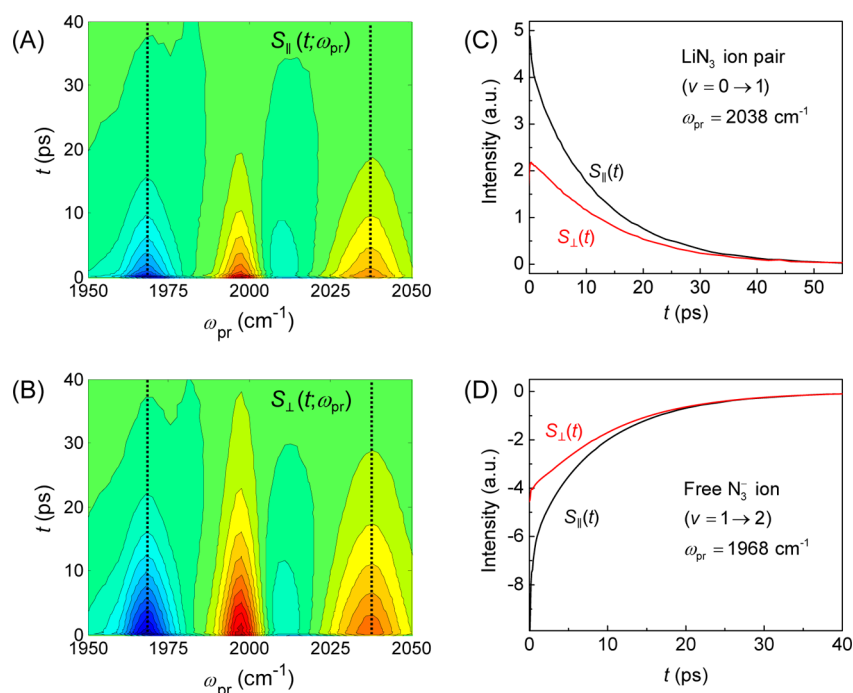 (A)
S∥(t;ωpr)
40
30
20
10
0
t (ps)
1950 1975 2000 2025 2050
ωpr (cm-1)
(C)
LiN3 ion pair
(v = 0 → 1)
ωpr = 2038 cm-1
S∥(t)
S⊥(t)
5
4
3
2
1
0
Intensity (a.u.)
0 10 20 30 40 50
t (ps)
(B)
S⊥(t;ωpr)
40
30
20
10
0
t (ps)
1950 1975 2000 2025 2050
ωpr (cm-1)
(D)
0
-2
-4
-6
-8
Intensity (a.u.)
S⊥(t)
S∥(t)
Free N3− ion
(v = 1 → 2)
ωpr = 1968 cm-1
0 10 20 30 40
t (ps)